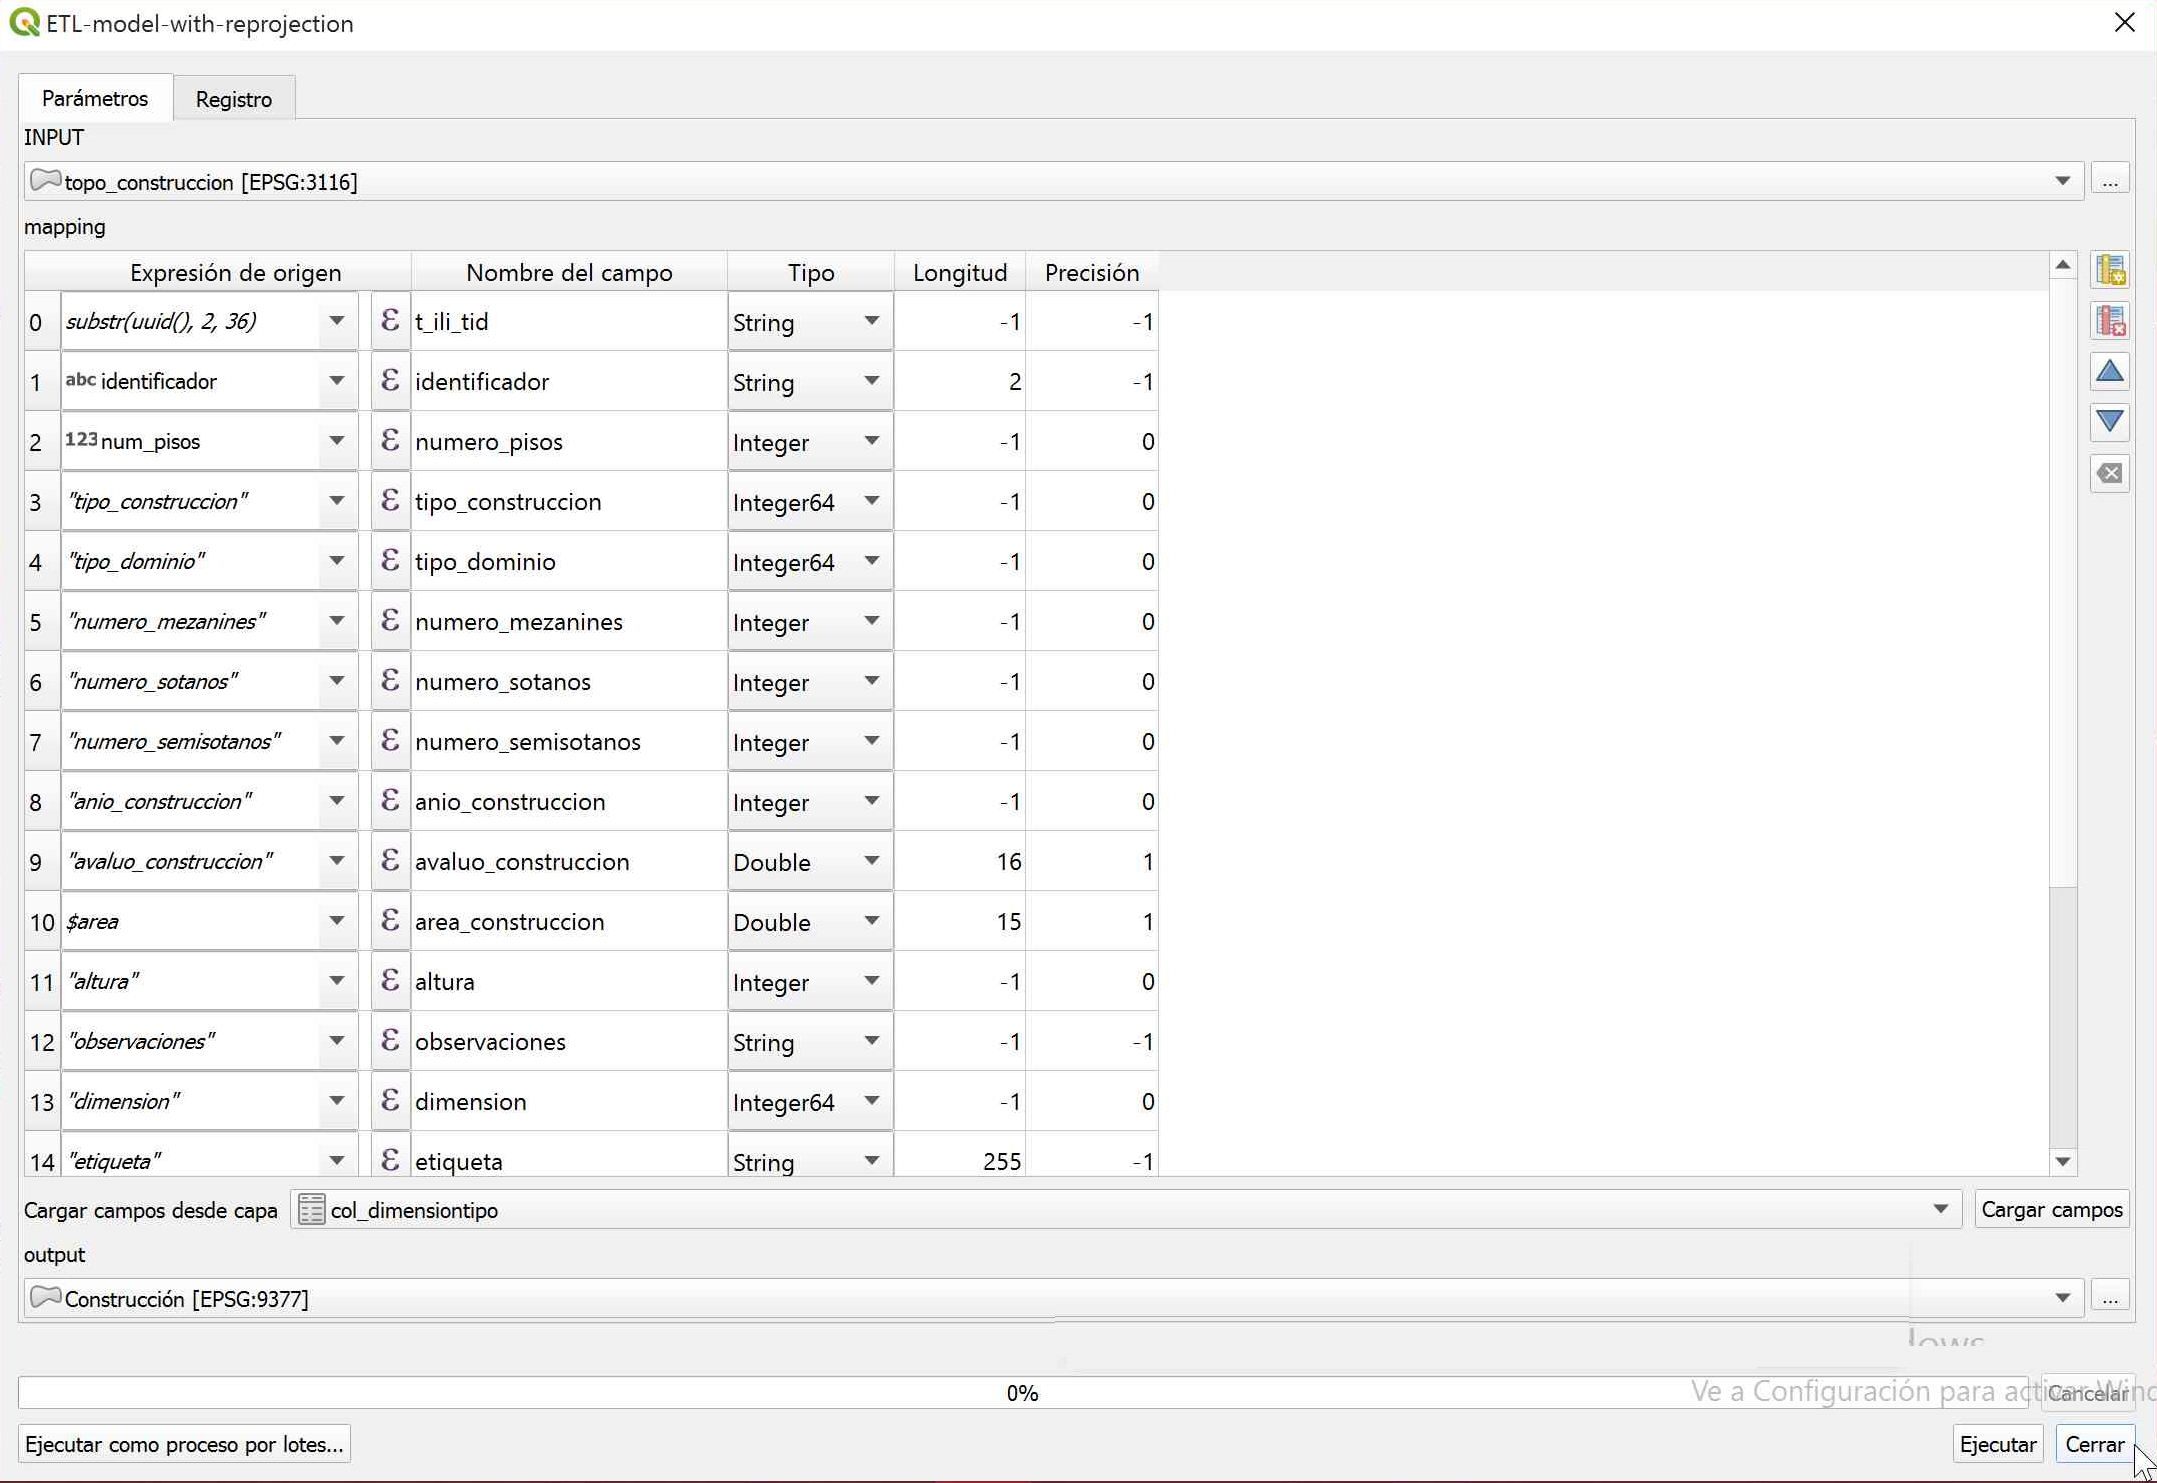 ETL-model-with-reprojection
Parámetros Registro
INPUT
topo_construccion [EPSG:3116] ...
mapping
Expresión de origen Nombre del campo Tipo Longitud Precisión
0 substr(uuid(), 2, 36) ε t_ili_tid String -1 -1
1 abc identificador ε identificador String 2 -1
2 123 num_pisos ε numero_pisos Integer -1 0
3 "tipo_construccion" ε tipo_construccion Integer64 -1 0
4 "tipo_dominio" ε tipo_dominio Integer64 -1 0
5 "numero_mezanines" ε numero_mezanines Integer -1 0
6 "numero_sotanos" ε numero_sotanos Integer -1 0
7 "numero_semisotanos" ε numero_semisotanos Integer -1 0
8 "anio_construccion" ε anio_construccion Integer -1 0
9 "avaluo_construccion" ε avaluo_construccion Double 16 1
10 $area ε area_construccion Double 15 1
11 "altura" ε altura Integer -1 0
12 "observaciones" ε observaciones String -1 -1
13 "dimension" ε dimension Integer64 -1 0
14 "etiqueta" ε etiqueta String 255 -1
Cargar campos desde capa col_dimensiontipo Cargar campos
output
Construcción [EPSG:9377] ...
0%
Ve a Configuración para activar Wind
Cancelar
Ejecutar como proceso por lotes... Ejecutar Cerrar